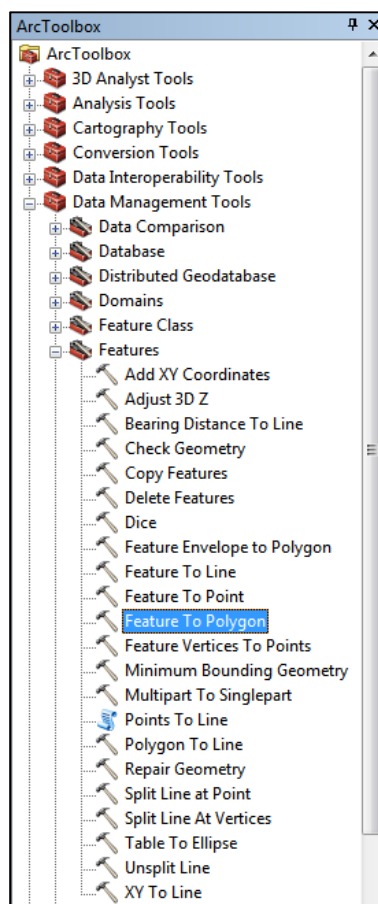 ArcToolbox
ArcToolbox
3D Analyst Tools
Analysis Tools
Cartography Tools
Conversion Tools
Data Interoperability Tools
Data Management Tools
Data Comparison
Database
Distributed Geodatabase
Domains
Feature Class
Features
Add XY Coordinates
Adjust 3D Z
Bearing Distance To Line
Check Geometry
Copy Features
Delete Features
Dice
Feature Envelope to Polygon
Feature To Line
Feature To Point
Feature To Polygon
Feature Vertices To Points
Minimum Bounding Geometry
Multipart To Singlepart
Points To Line
Polygon To Line
Repair Geometry
Split Line at Point
Split Line At Vertices
Table To Ellipse
Unsplit Line
XY To Line